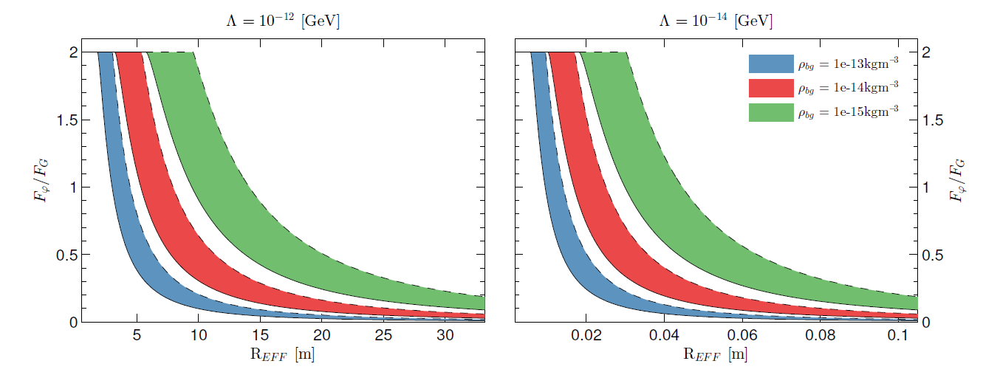 Λ = 10⁻¹² [GeV]
2
1.5
1
0.5
0
F_φ/F_G
5 10 15 20 25 30
R_EFF [m]
Λ = 10⁻¹⁴ [GeV]
ρ_bg = 1e-13kgm⁻³
ρ_bg = 1e-14kgm⁻³
ρ_bg = 1e-15kgm⁻³
2
1.5
1
0.5
0
F_φ/F_G
0.02 0.04 0.06 0.08 0.1
R_EFF [m]